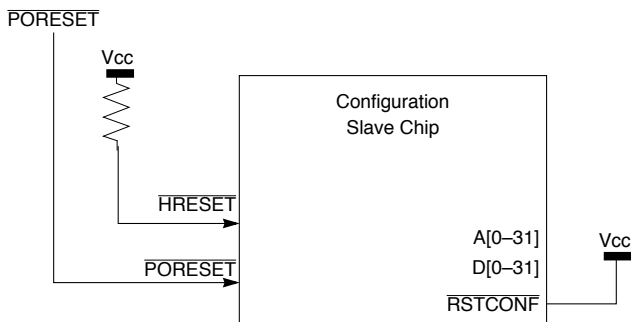 PORESET
Vcc
Configuration
Slave Chip
HRESET
A[0–31]
Vcc
D[0–31]
PORESET
RSTCONF